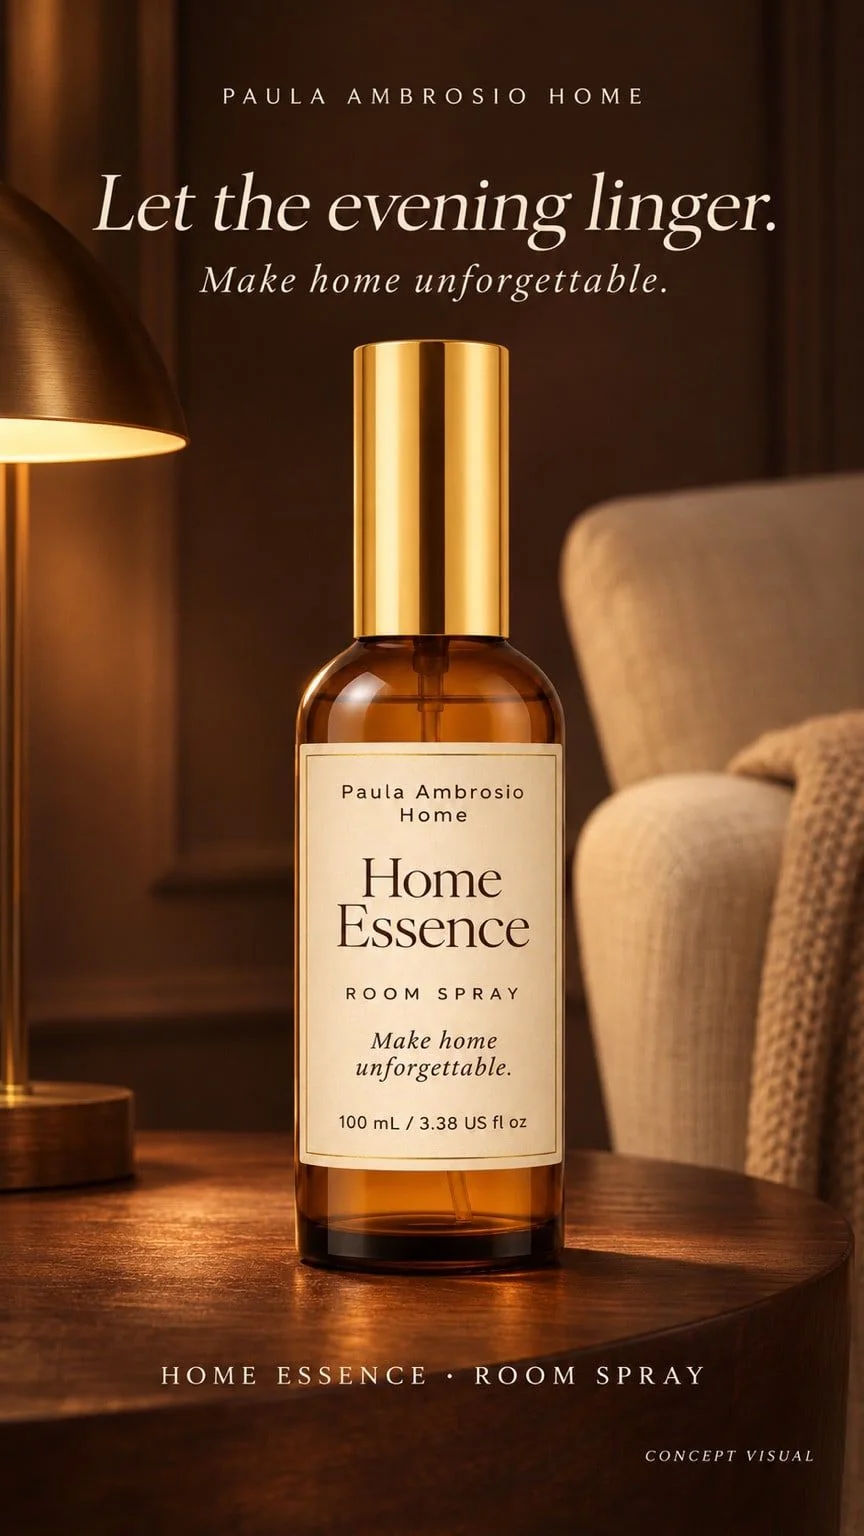 PAULA AMBROSIO HOME
Let the evening linger.
Make home unforgettable.
Paula Ambrosio
Home
Home
Essence
ROOM SPRAY
Make home
unforgettable.
100 mL / 3.38 US fl oz
HOME ESSENCE · ROOM SPRAY
CONCEPT VISUAL